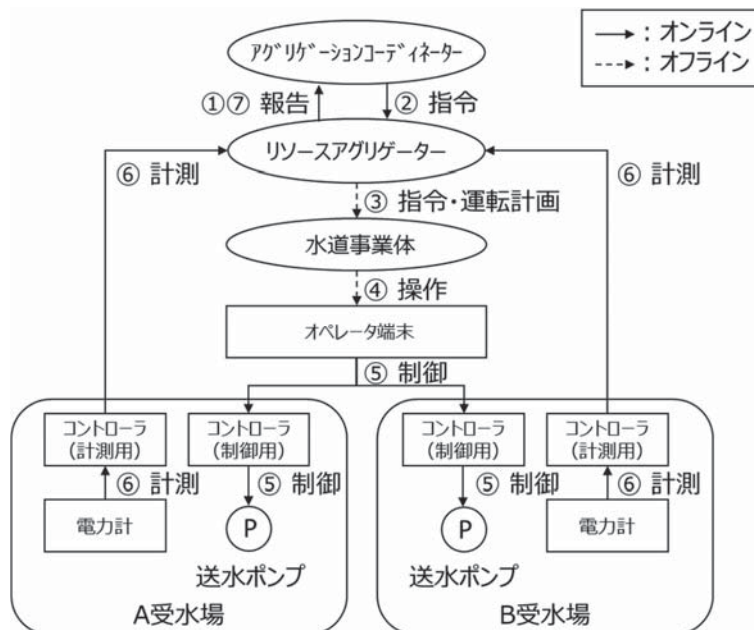 アグリゲーションコーディネーター
→:オンライン
⇢:オフライン
①⑦ 報告
② 指令
リソースアグリゲーター
⑥ 計測
⑥ 計測
③ 指令・運転計画
水道事業体
④ 操作
オペレータ端末
⑤ 制御
コントローラ
(計測用)
コントローラ
(制御用)
コントローラ
(制御用)
コントローラ
(計測用)
⑥ 計測
⑤ 制御
⑤ 制御
⑥ 計測
電力計
P
P
電力計
送水ポンプ
送水ポンプ
A受水場
B受水場